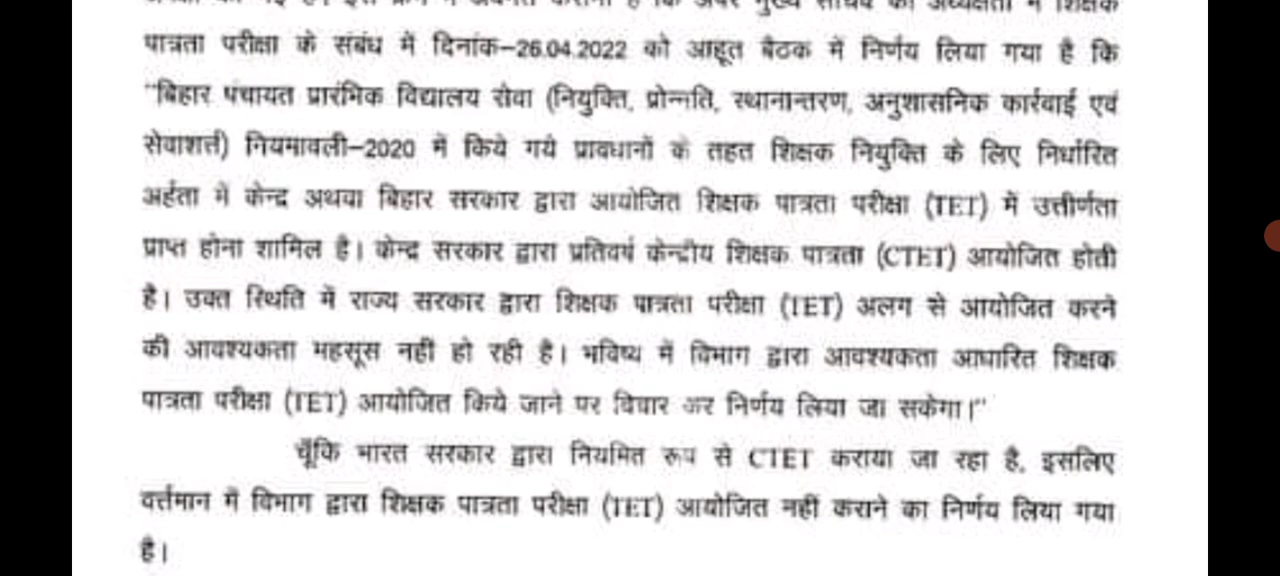 पात्रता परीक्षा के संबंध में दिनांक–26.04.2022 को आहूत बैठक में निर्णय लिया गया है कि
"बिहार पंचायत प्रारंभिक विद्यालय सेवा (नियुक्ति, प्रोन्नति, स्थानान्तरण, अनुशासनिक कार्रवाई एवं
सेवाशर्त्त) नियमावली–2020 में किये गये प्रावधानों के तहत शिक्षक नियुक्ति के लिए निर्धारित
अर्हता में केन्द्र अथवा बिहार सरकार द्वारा आयोजित शिक्षक पात्रता परीक्षा (TET) में उत्तीर्णता
प्राप्त होना शामिल है। केन्द्र सरकार द्वारा प्रतिवर्ष केन्द्रीय शिक्षक पात्रता (CTET) आयोजित होती
है। उक्त स्थिति में राज्य सरकार द्वारा शिक्षक पात्रता परीक्षा (TET) अलग से आयोजित करने
की आवश्यकता महसूस नहीं हो रही है। भविष्य में विभाग द्वारा आवश्यकता आधारित शिक्षक
पात्रता परीक्षा (TET) आयोजित किये जाने पर विचार कर निर्णय लिया जा सकेगा।"
चूँकि भारत सरकार द्वारा नियमित रूप से CTET कराया जा रहा है, इसलिए
वर्त्तमान में विभाग द्वारा शिक्षक पात्रता परीक्षा (TET) आयोजित नहीं कराने का निर्णय लिया गया
है।